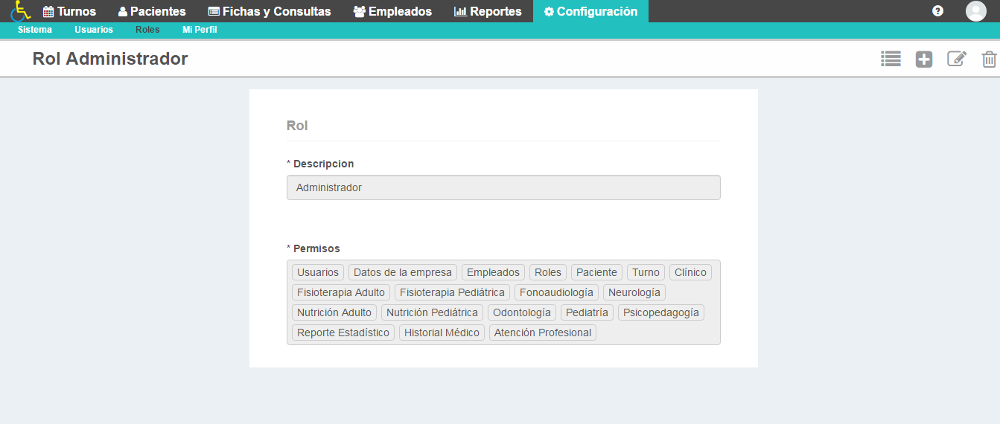 Turnos Pacientes Fichas y Consultas Empleados Reportes Configuración
Sistema Usuarios Roles Mi Perfil
Rol Administrador
Rol
* Descripcion
Administrador
* Permisos
Usuarios Datos de la empresa Empleados Roles Paciente Turno Clínico
Fisioterapia Adulto Fisioterapia Pediátrica Fonoaudiología Neurología
Nutrición Adulto Nutrición Pediátrica Odontología Pediatría Psicopedagogía
Reporte Estadístico Historial Médico Atención Profesional